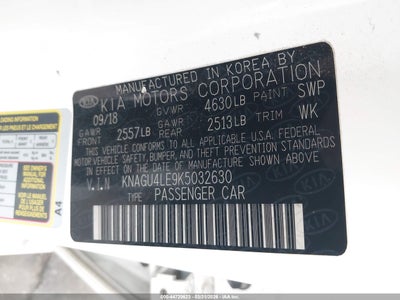 MANUFACTURED IN KOREA BY
KIA MOTORS CORPORATION
09/18 GVWR 4630LB PAINT SWP
GAWR FRONT 2557LB GAWR REAR 2513LB TRIM WK
THIS VEHICLE CONFORMS TO ALL APPLICABLE FEDERAL
MOTOR VEHICLE SAFETY, BUMPER, AND THEFT PREVENTION
STANDARDS IN EFFECT ON THE DATE OF MANUFACTURE
SHOWN ABOVE.
V.I.N KNAGU4LE9K5032630
TYPE PASSENGER CAR
A4